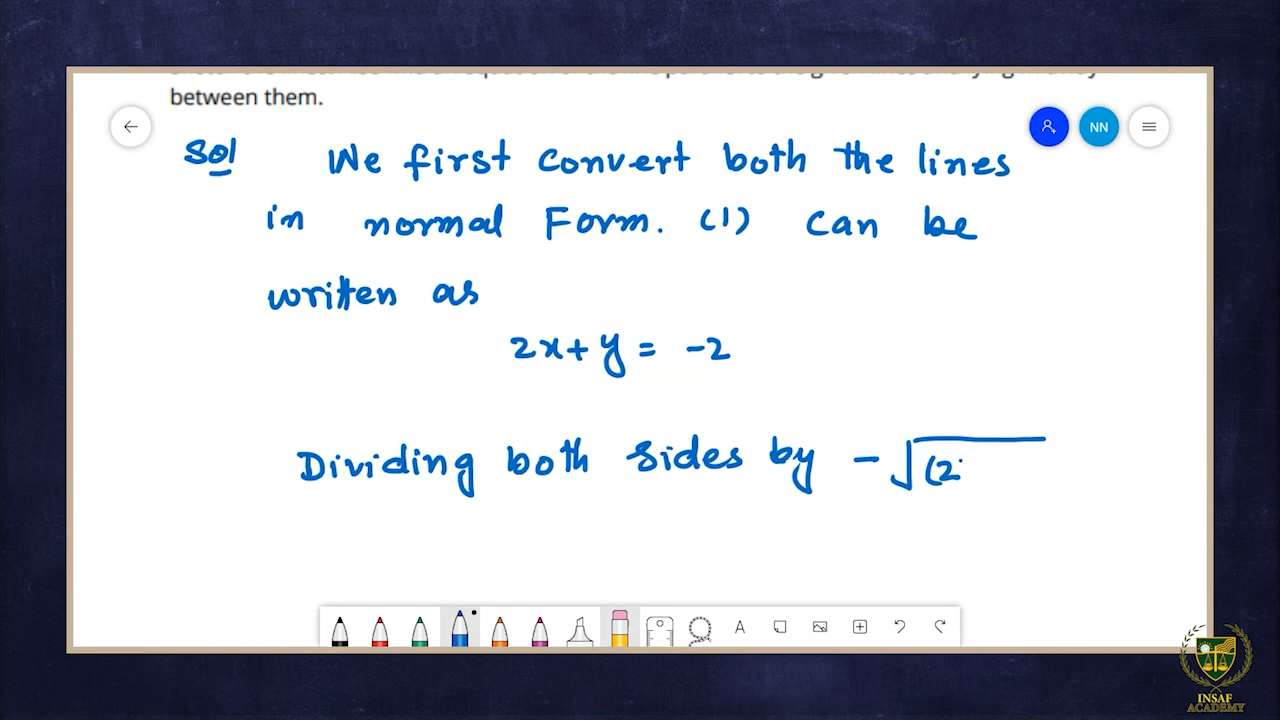 between them.
NN
Sol We first convert both the lines
in normal Form. (1) can be
written as
2x+y = -2
Dividing both sides by -√(2
A
INSAF
ACADEMY